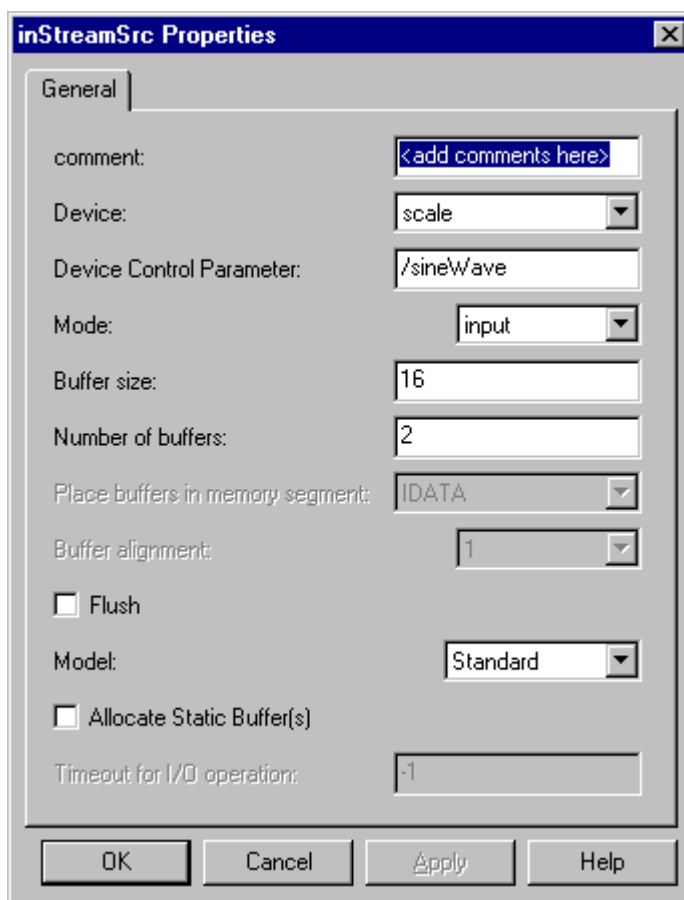 inStreamSrc Properties
General
comment: <add comments here>
Device: scale
Device Control Parameter: /sineWave
Mode: input
Buffer size: 16
Number of buffers: 2
Place buffers in memory segment: IDATA
Buffer alignment: 1
Flush
Model: Standard
Allocate Static Buffer(s)
Timeout for I/O operation: -1
OK Cancel Apply Help